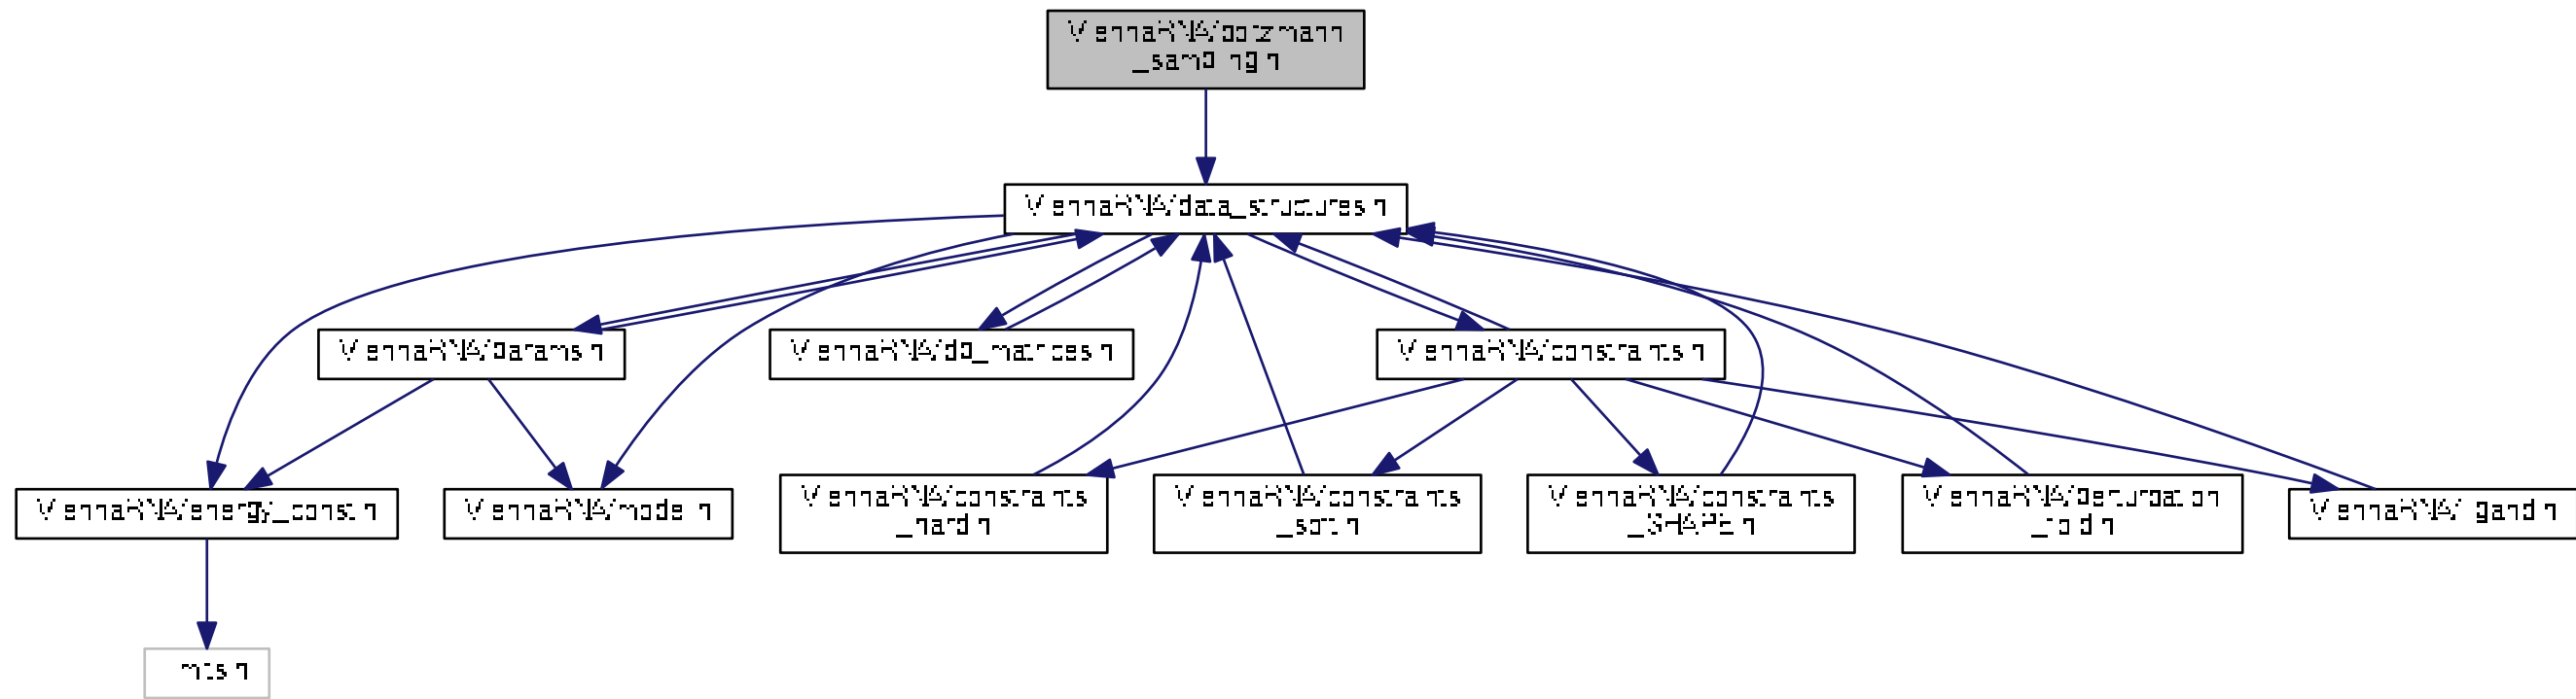 ViennaRNA/boltzmann
_sampling.h
ViennaRNA/data_structures.h
ViennaRNA/params.h
ViennaRNA/dp_matrices.h
ViennaRNA/constraints.h
ViennaRNA/energy_const.h
ViennaRNA/model.h
ViennaRNA/constraints
_hard.h
ViennaRNA/constraints
_soft.h
ViennaRNA/constraints
_SHAPE.h
ViennaRNA/perturbation
_fold.h
ViennaRNA/ligand.h
limits.h